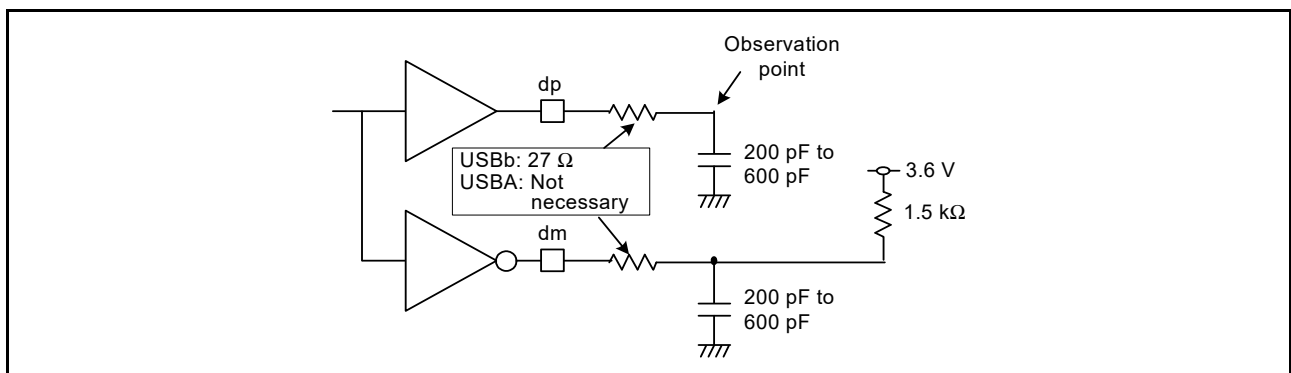 Observation
point
dp
200 pF to
600 pF
3.6 V
1.5 kΩ
USBb: 27 Ω
USBA: Not
necessary
dm
200 pF to
600 pF